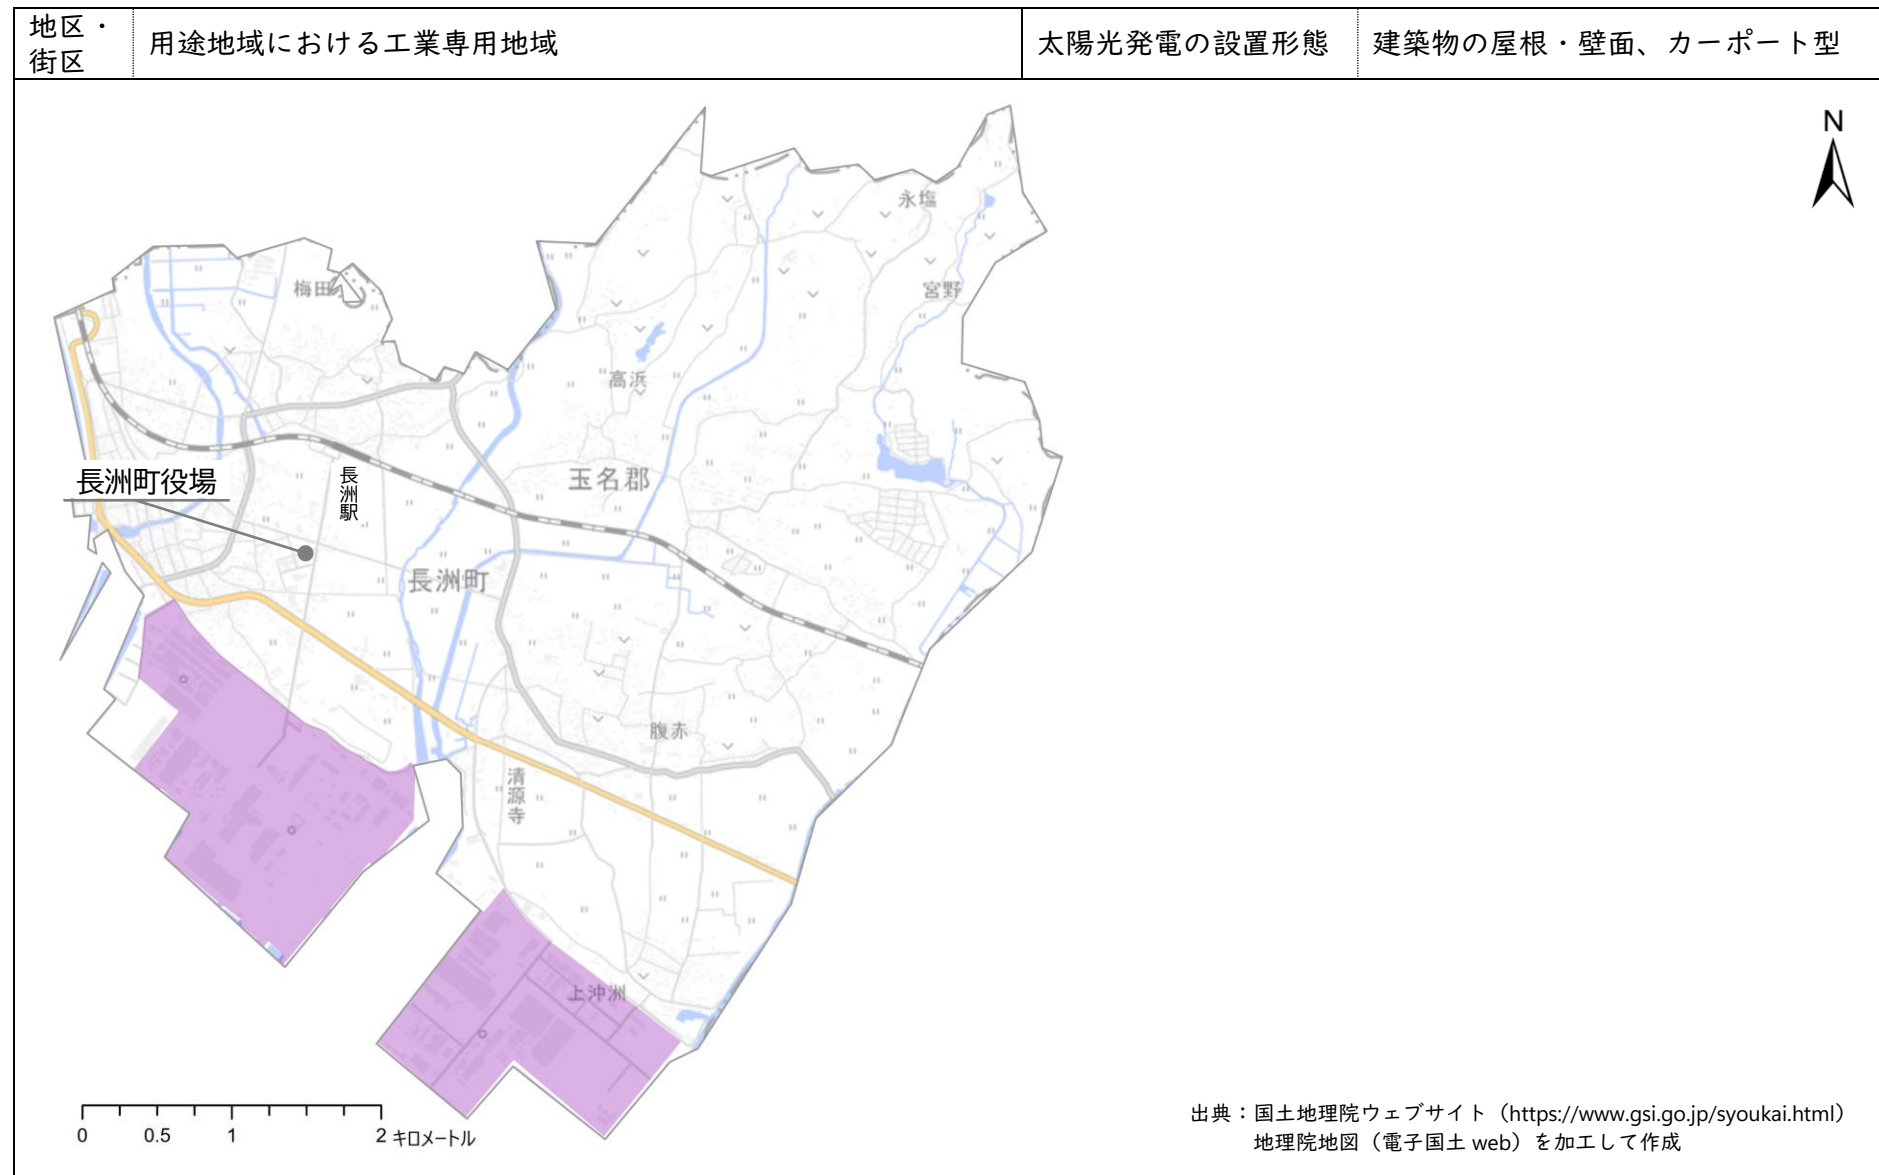 地区・
街区
用途地域における工業専用地域
太陽光発電の設置形態
建築物の屋根・壁面、カーポート型
N
永塩
梅田
宮野
高浜
長洲町役場
長洲駅
玉名郡
長洲町
腹赤
清源寺
上沖洲
0 0.5 1 2 キロメートル
出典：国土地理院ウェブサイト（https://www.gsi.go.jp/syoukai.html）
地理院地図（電子国土 web）を加工して作成